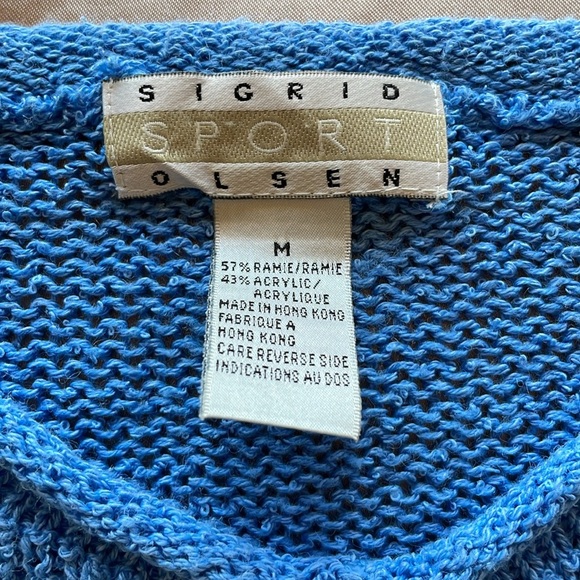 SIGRID
SPORT
OLSEN
M
57% RAMIE/RAMIE
43% ACRYLIC/
ACRYLIQUE
MADE IN HONG KONG
FABRIQUE A
HONG KONG
CARE REVERSE SIDE
INDICATIONS AU DOS